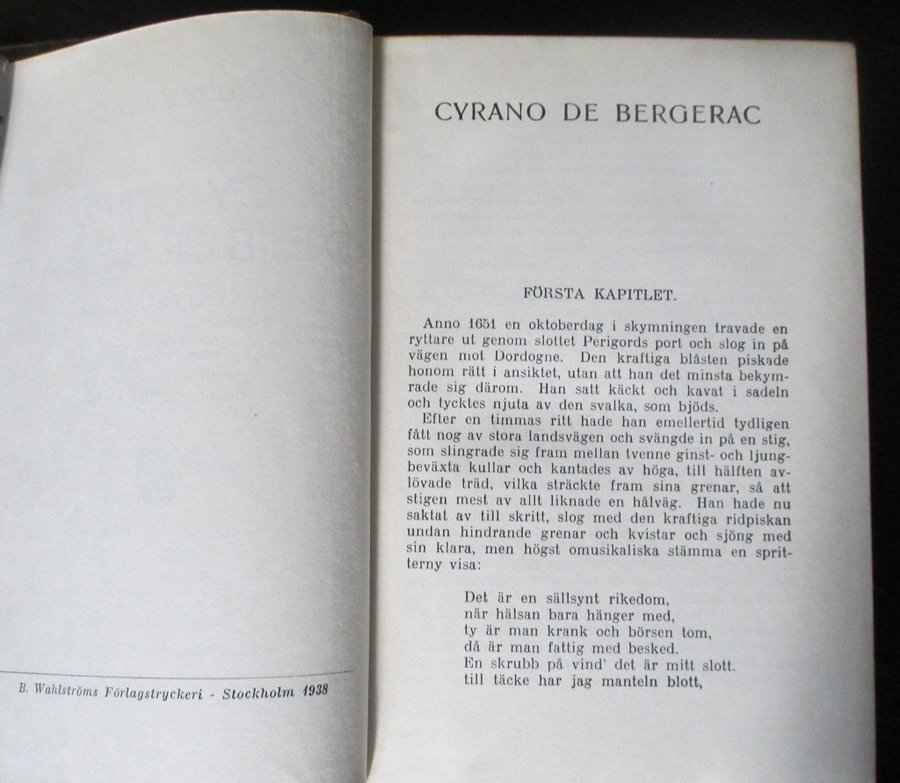 B. Wahlströms Förlagstryckeri - Stockholm 1938
CYRANO DE BERGERAC
FÖRSTA KAPITLET.
Anno 1651 en oktoberdag i skymningen travade en
ryttare ut genom slottet Perigords port och slog in på
vägen mot Dordogne. Den kraftiga blåsten piskade
honom rätt i ansiktet, utan att han det minsta bekym-
rade sig därom. Han satt käckt och kavat i sadeln
och tycktes njuta av den svalka, som bjöds.
Efter en timmas ritt hade han emellertid tydligen
fått nog av stora landsvägen och svängde in på en stig,
som slingrade sig fram mellan tvenne ginst- och ljung-
beväxta kullar och kantades av höga, till hälften av-
lövade träd, vilka sträckte fram sina grenar, så att
stigen mest av allt liknade en hålväg. Han hade nu
saktat av till skritt, slog med den kraftiga ridpiskan
undan hindrande grenar och kvistar och sjöng med
sin klara, men högst omusikaliska stämma en sprit-
terny visa:
Det är en sällsynt rikedom,
när hälsan bara hänger med,
ty är man krank och börsen tom,
då är man fattig med besked.
En skrubb på vind' det är mitt slott.
till täcke har jag manteln blott,